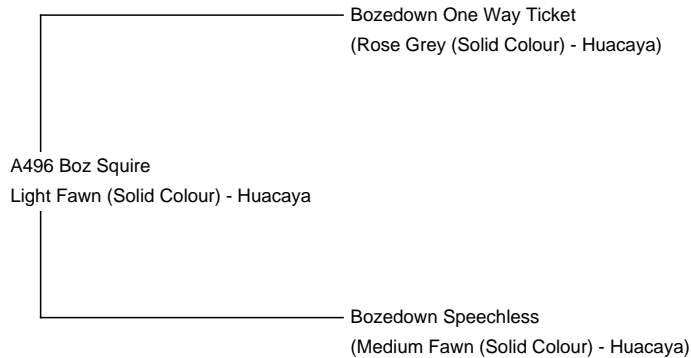 Bozedown One Way Ticket
(Rose Grey (Solid Colour) - Huacaya)
A496 Boz Squire
Light Fawn (Solid Colour) - Huacaya
Bozedown Speechless
(Medium Fawn (Solid Colour) - Huacaya)